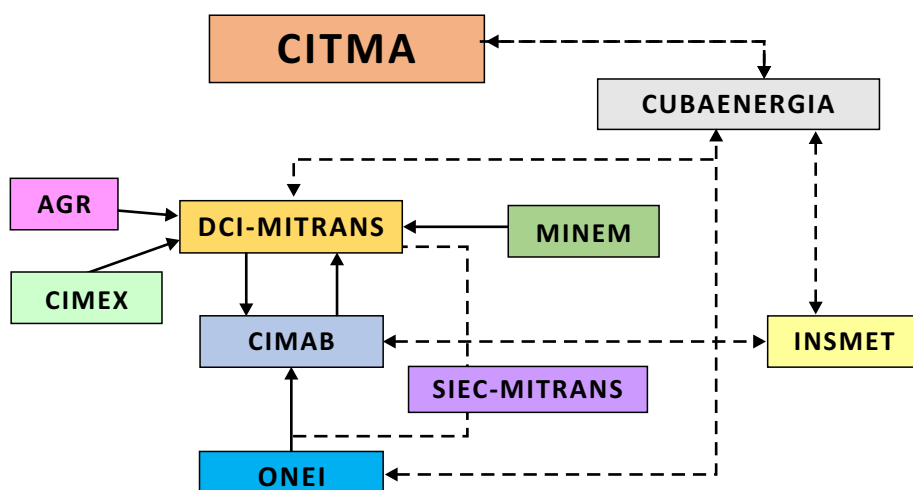 CITMA
CUBAENERGIA
AGR
DCI-MITRANS
MINEM
CIMEX
CIMAB
INSMET
SIEC-MITRANS
ONEI